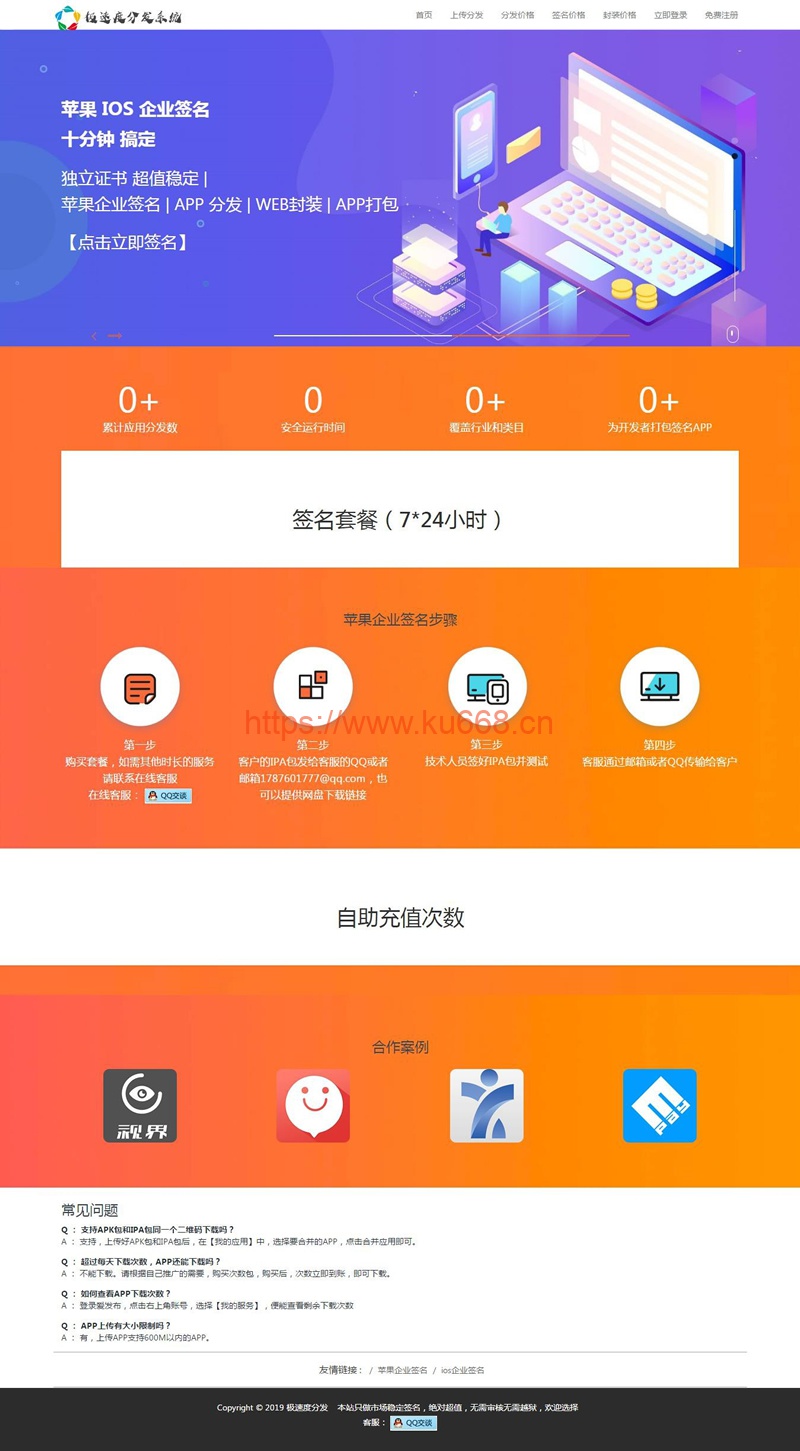 极速度分发系统
首页 上传分发 分发价格 签名价格 封装价格 立即登录 免费注册
苹果 IOS 企业签名
十分钟 搞定
独立证书 超值稳定 |
苹果企业签名 | APP 分发 | WEB封装 | APP打包
【点击立即签名】
0+ 0 0+ 0+
累计应用分发数 安全运行时间 覆盖行业和类目 为开发者打包签名APP
签名套餐（7*24小时）
苹果企业签名步骤
https://www.ku668.cn
第一步 第二步 第三步 第四步
购买套餐，如需其他时长的服务 客户的IPA包发给客服的QQ或者 技术人员签好IPA包并测试 客服通过邮箱或者QQ传输给客户
请联系在线客服 邮箱1787601777@qq.com，也
在线客服： QQ交谈 可以提供网盘下载链接
自助充值次数
合作案例
视界
pay
常见问题
Q ： 支持APK包和IPA包同一个二维码下载吗？
A ： 支持，上传好APK包和IPA包后，在【我的应用】中，选择要合并的APP，点击合并应用即可。
Q ： 超过每天下载次数，APP还能下载吗？
A ： 不能下载。请根据自己推广的需要，购买次数包，购买后，次数立即到账，即可下载。
Q ： 如何查看APP下载次数？
A ： 登录爱发布，点击右上角账号，选择【我的服务】，便能查看剩余下载次数
Q ： APP上传有大小限制吗？
A ： 有，上传APP支持600M以内的APP。
友情链接： / 苹果企业签名 / ios企业签名
Copyright © 2019 极速度分发 本站只做市场稳定签名，绝对超值，无需审核无需越狱，欢迎选择
客服： QQ交谈